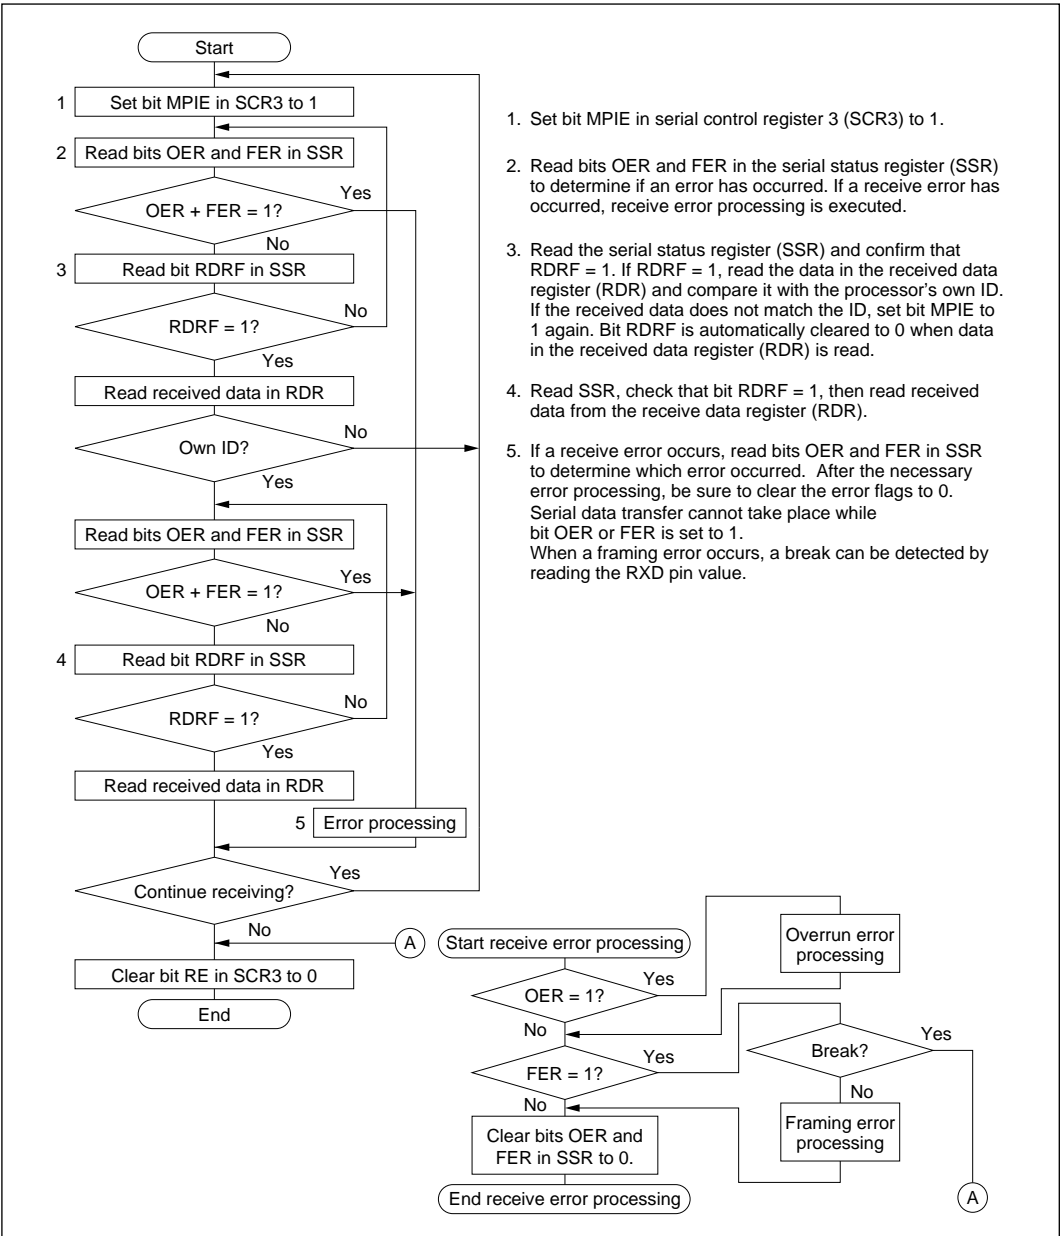 Start
1 Set bit MPIE in SCR3 to 1
2 Read bits OER and FER in SSR
Yes
OER + FER = 1?
No
3 Read bit RDRF in SSR
No
RDRF = 1?
Yes
Read received data in RDR
No
Own ID?
Yes
Read bits OER and FER in SSR
Yes
OER + FER = 1?
No
4 Read bit RDRF in SSR
No
RDRF = 1?
Yes
Read received data in RDR
5 Error processing
Yes
Continue receiving?
No
A
Clear bit RE in SCR3 to 0
End
1. Set bit MPIE in serial control register 3 (SCR3) to 1.
2. Read bits OER and FER in the serial status register (SSR)
to determine if an error has occurred. If a receive error has
occurred, receive error processing is executed.
3. Read the serial status register (SSR) and confirm that
RDRF = 1. If RDRF = 1, read the data in the received data
register (RDR) and compare it with the processor's own ID.
If the received data does not match the ID, set bit MPIE to
1 again. Bit RDRF is automatically cleared to 0 when data
in the received data register (RDR) is read.
4. Read SSR, check that bit RDRF = 1, then read received
data from the receive data register (RDR).
5. If a receive error occurs, read bits OER and FER in SSR
to determine which error occurred. After the necessary
error processing, be sure to clear the error flags to 0.
Serial data transfer cannot take place while
bit OER or FER is set to 1.
When a framing error occurs, a break can be detected by
reading the RXD pin value.
Start receive error processing
Overrun error
processing
Yes
OER = 1?
No
Yes
Yes
Break?
FER = 1?
No
No
Framing error
processing
Clear bits OER and
FER in SSR to 0.
End receive error processing
A